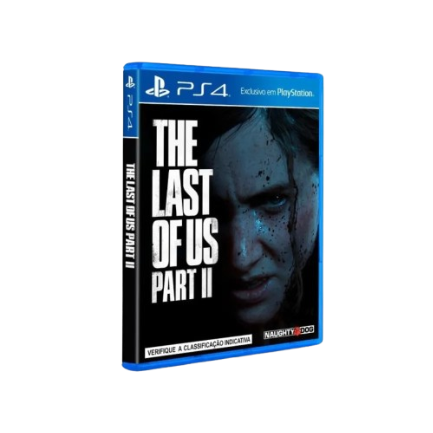 PS4
Exclusivo em PlayStation.
PS4
THE LAST OF US PART II
THE
LAST
OF US
PART II
VERIFIQUE A CLASSIFICAÇÃO INDICATIVA
NAUGHTY DOG